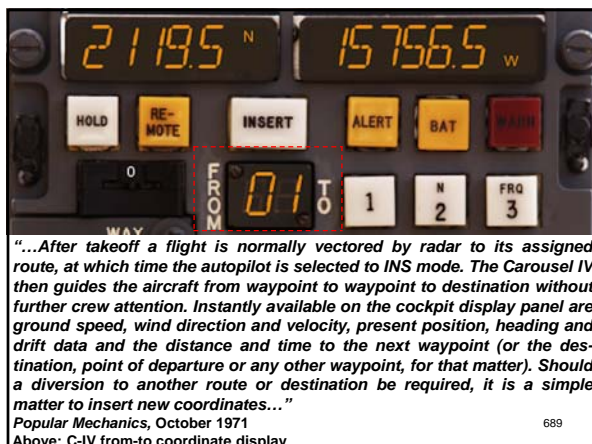 2119.5 N 15756.5 W
HOLD RE-MOTE INSERT ALERT BAT WARN
0 FROM 01 TO 1 N 2 FRQ 3
WAY
“…After takeoff a flight is normally vectored by radar to its assigned
route, at which time the autopilot is selected to INS mode. The Carousel IV
then guides the aircraft from waypoint to waypoint to destination without
further crew attention. Instantly available on the cockpit display panel are
ground speed, wind direction and velocity, present position, heading and
drift data and the distance and time to the next waypoint (or the des-
tination, point of departure or any other waypoint, for that matter). Should
a diversion to another route or destination be required, it is a simple
matter to insert new coordinates…”
Popular Mechanics, October 1971
689
Above: C-IV from-to coordinate display